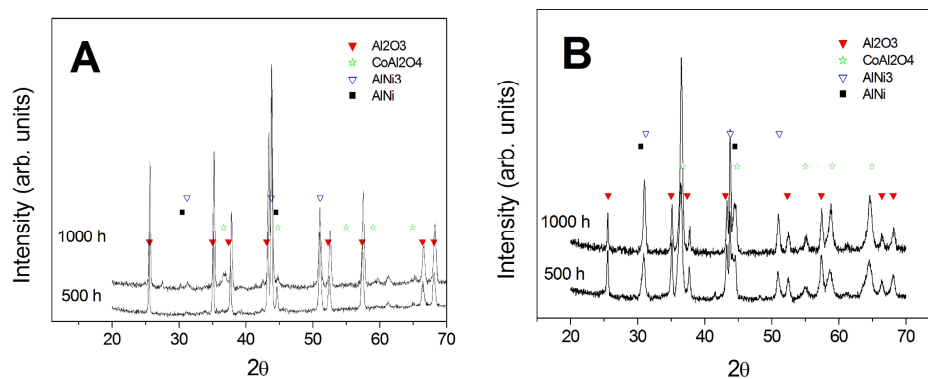 A
Al2O3
CoAl2O4
AlNi3
AlNi
Intensity (arb. units)
1000 h
500 h
20 30 40 50 60 70
2θ
B
Al2O3
CoAl2O4
AlNi3
AlNi
Intensity (arb. units)
1000 h
500 h
20 30 40 50 60 70
2θ